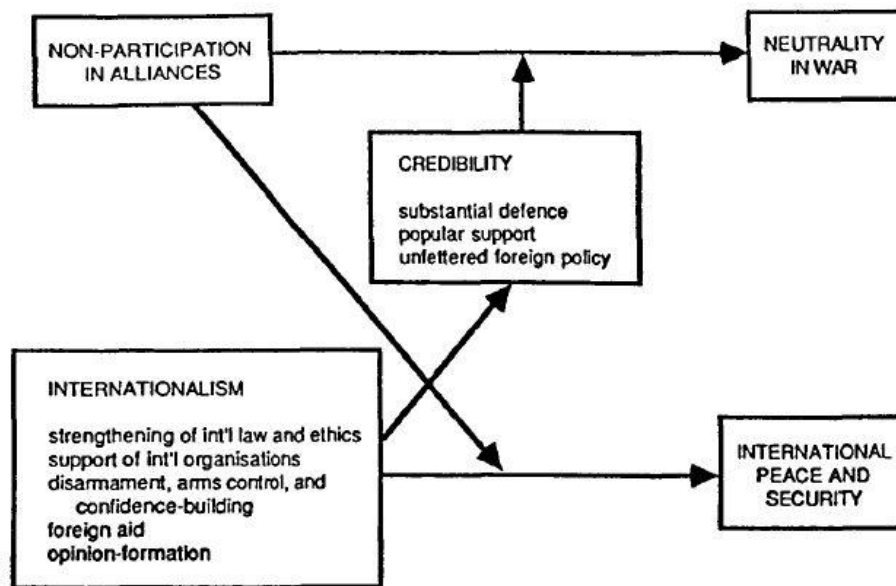 NON-PARTICIPATION
IN ALLIANCES
NEUTRALITY
IN WAR
CREDIBILITY
substantial defence
popular support
unfettered foreign policy
INTERNATIONALISM
strengthening of int'l law and ethics
support of int'l organisations
disarmament, arms control, and
confidence-building
foreign aid
opinion-formation
INTERNATIONAL
PEACE AND
SECURITY